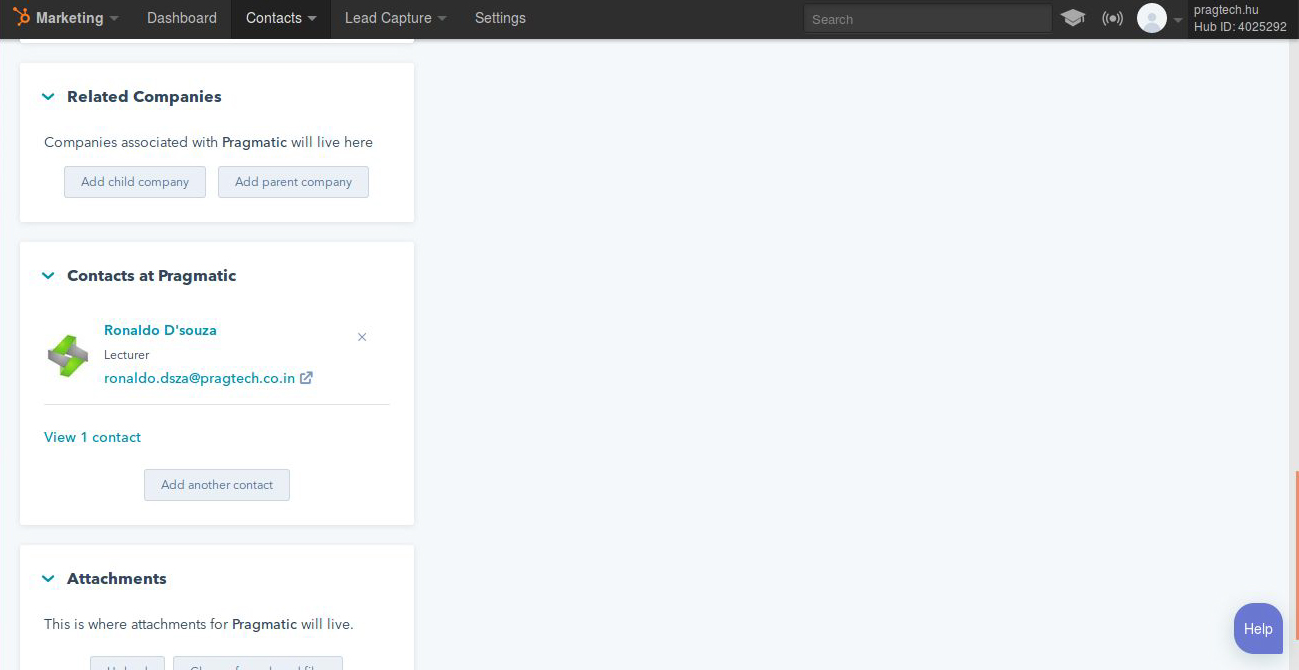 Marketing Dashboard Contacts Lead Capture Settings Search pragtech.hu
Hub ID: 4025292
Related Companies
Companies associated with Pragmatic will live here
Add child company Add parent company
Contacts at Pragmatic
Ronaldo D'souza
Lecturer
ronaldo.dsza@pragtech.co.in
View 1 contact
Add another contact
Attachments
This is where attachments for Pragmatic will live.
Help